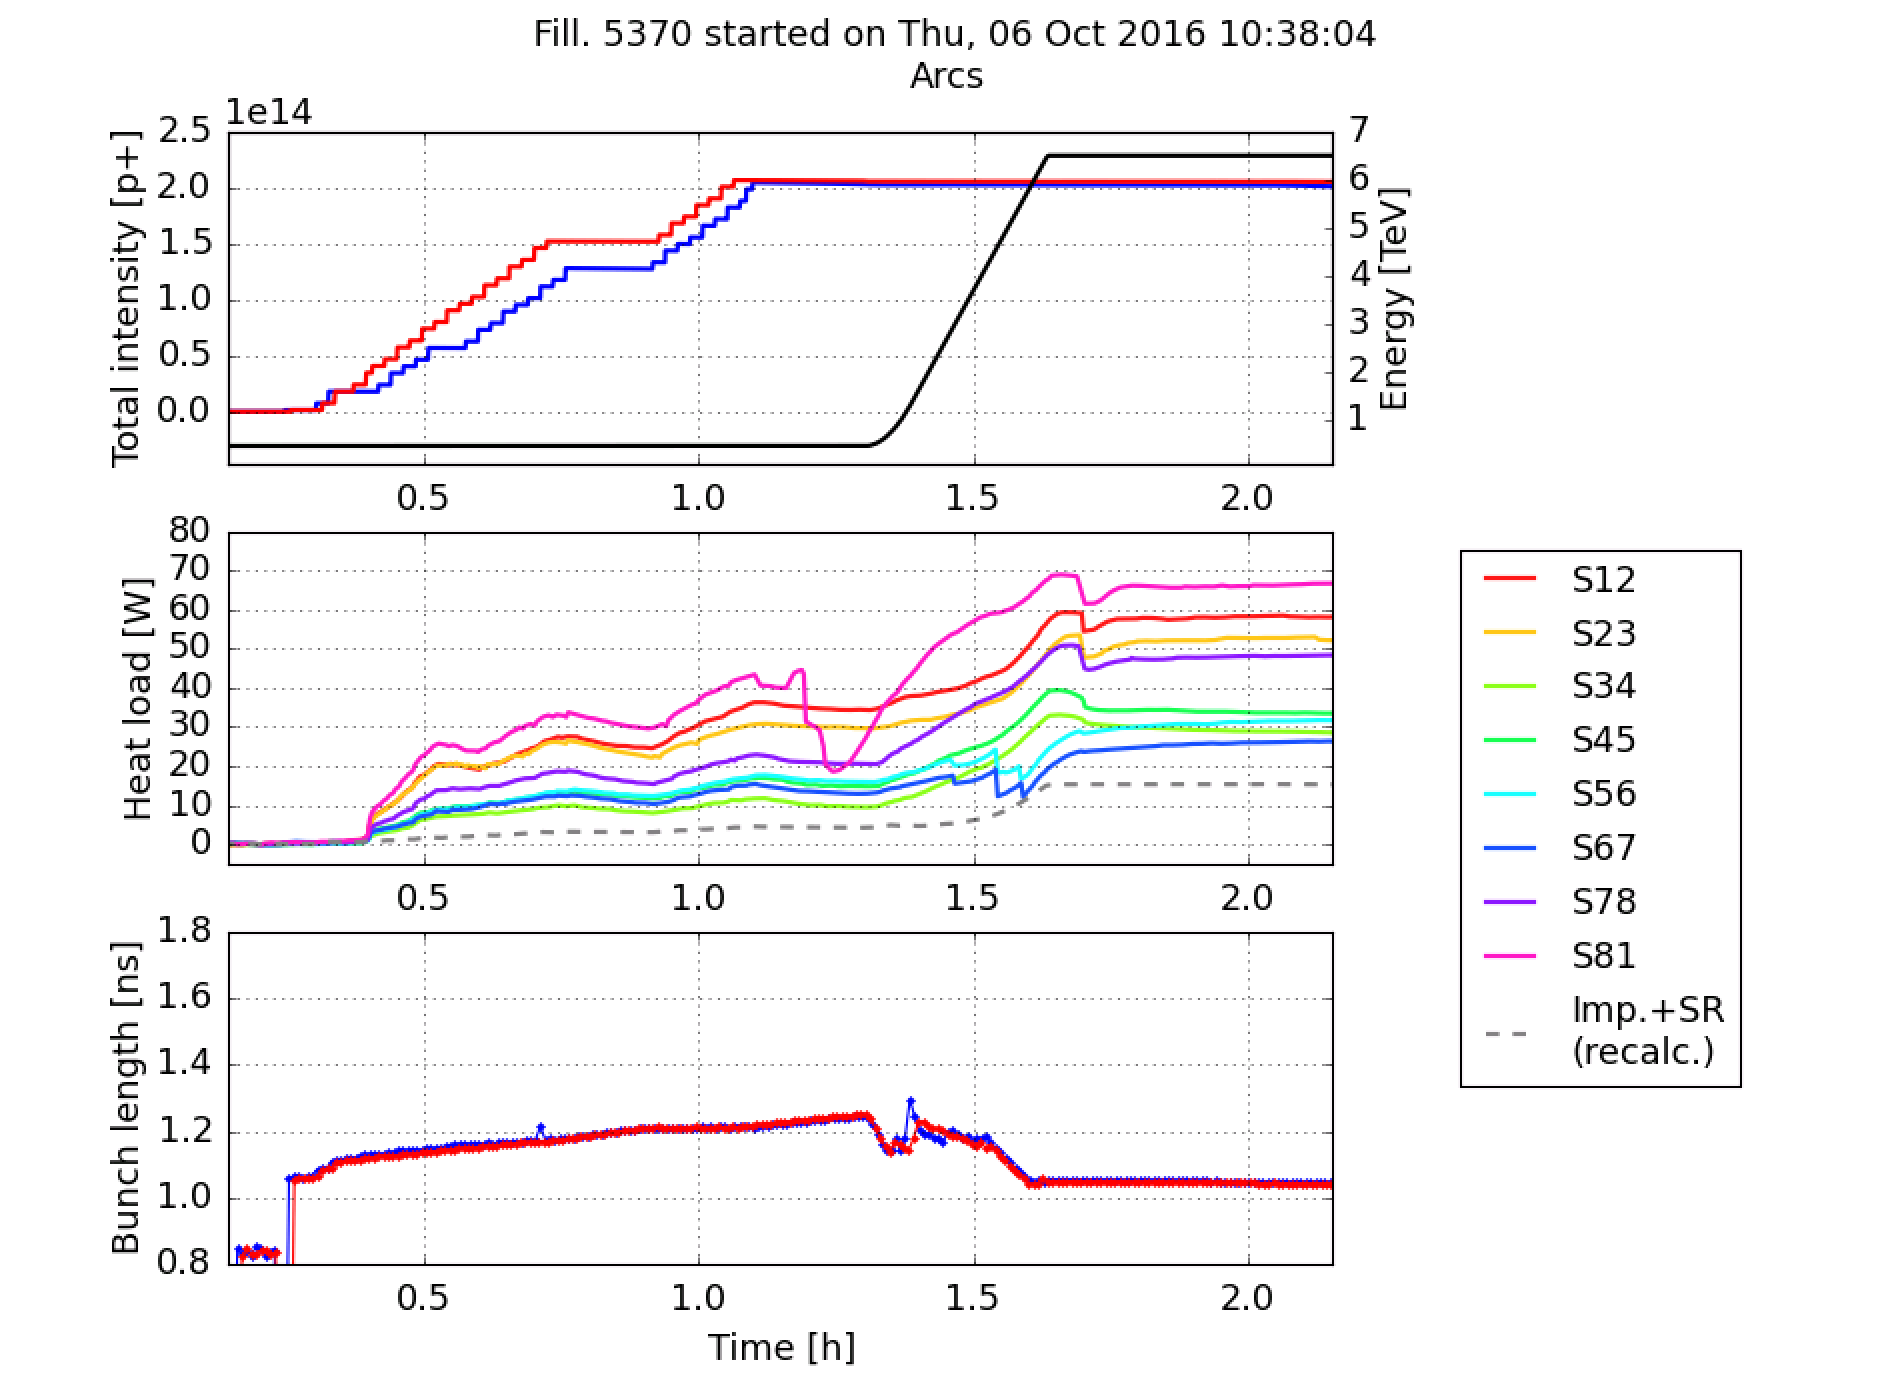 Fill. 5370 started on Thu, 06 Oct 2016 10:38:04
Arcs
1e14
Total intensity [p+]
2.5
2.0
1.5
1.0
0.5
0.0
7
6
5
4
3
2
1
Energy [TeV]
0.5 1.0 1.5 2.0
Heat load [W]
80
70
60
50
40
30
20
10
0
0.5 1.0 1.5 2.0
S12
S23
S34
S45
S56
S67
S78
S81
Imp.+SR
(recalc.)
Bunch length [ns]
1.8
1.6
1.4
1.2
1.0
0.8
0.5 1.0 1.5 2.0
Time [h]